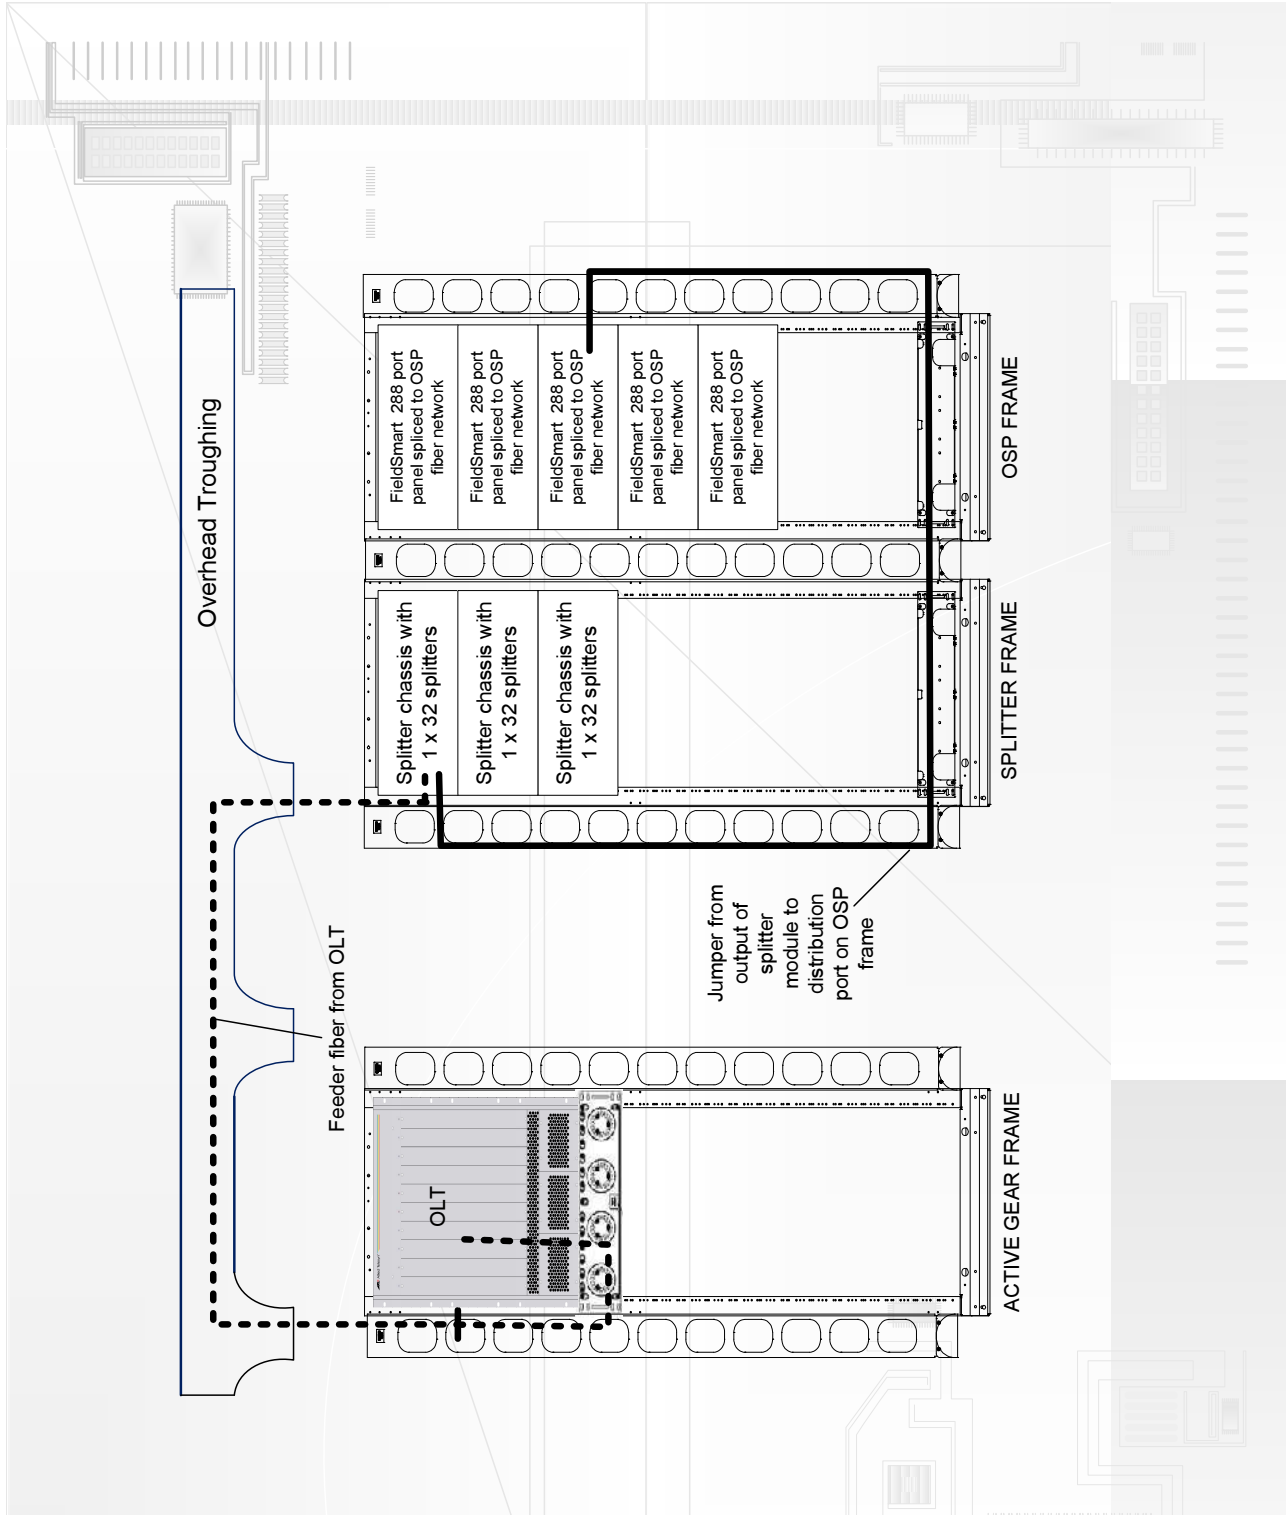 Overhead Troughing
Feeder fiber from OLT
OLT
ACTIVE GEAR FRAME
Splitter chassis with
1 x 32 splitters
Splitter chassis with
1 x 32 splitters
Splitter chassis with
1 x 32 splitters
SPLITTER FRAME
Jumper from
output of
splitter
module to
distribution
port on OSP
frame
FieldSmart 288 port
panel spliced to OSP
fiber network
FieldSmart 288 port
panel spliced to OSP
fiber network
FieldSmart 288 port
panel spliced to OSP
fiber network
FieldSmart 288 port
panel spliced to OSP
fiber network
FieldSmart 288 port
panel spliced to OSP
fiber network
OSP FRAME